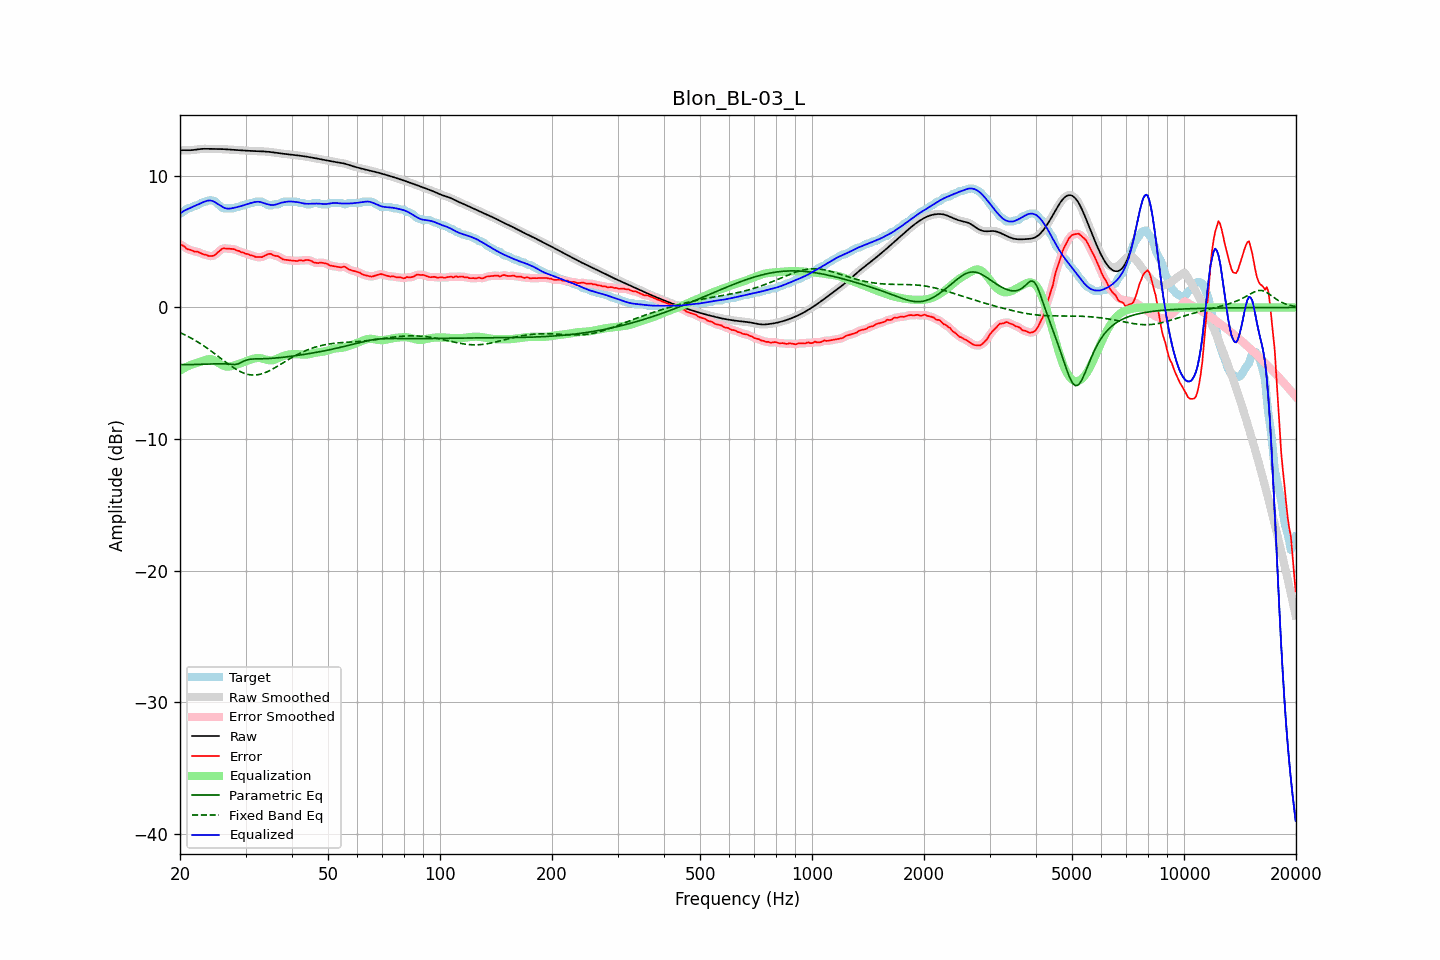 Blon_BL-03_L
Amplitude (dBr)
10
0
−10
−20
−30
−40
Target
Raw Smoothed
Error Smoothed
Raw
Error
Equalization
Parametric Eq
Fixed Band Eq
Equalized
20 50 100 200 500 1000 2000 5000 10000 20000
Frequency (Hz)